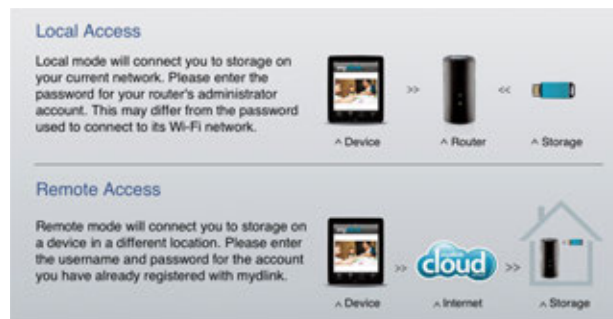 Local Access
Local mode will connect you to storage on
your current network. Please enter the
password for your router's administrator
account. This may differ from the password
used to connect to its Wi-Fi network.
>>
<<
^ Device
^ Router
^ Storage
Remote Access
Remote mode will connect you to storage on
a device in a different location. Please enter
the username and password for the account
you have already registered with mydlink.
>>
cloud
>>
^ Device
^ Internet
^ Storage